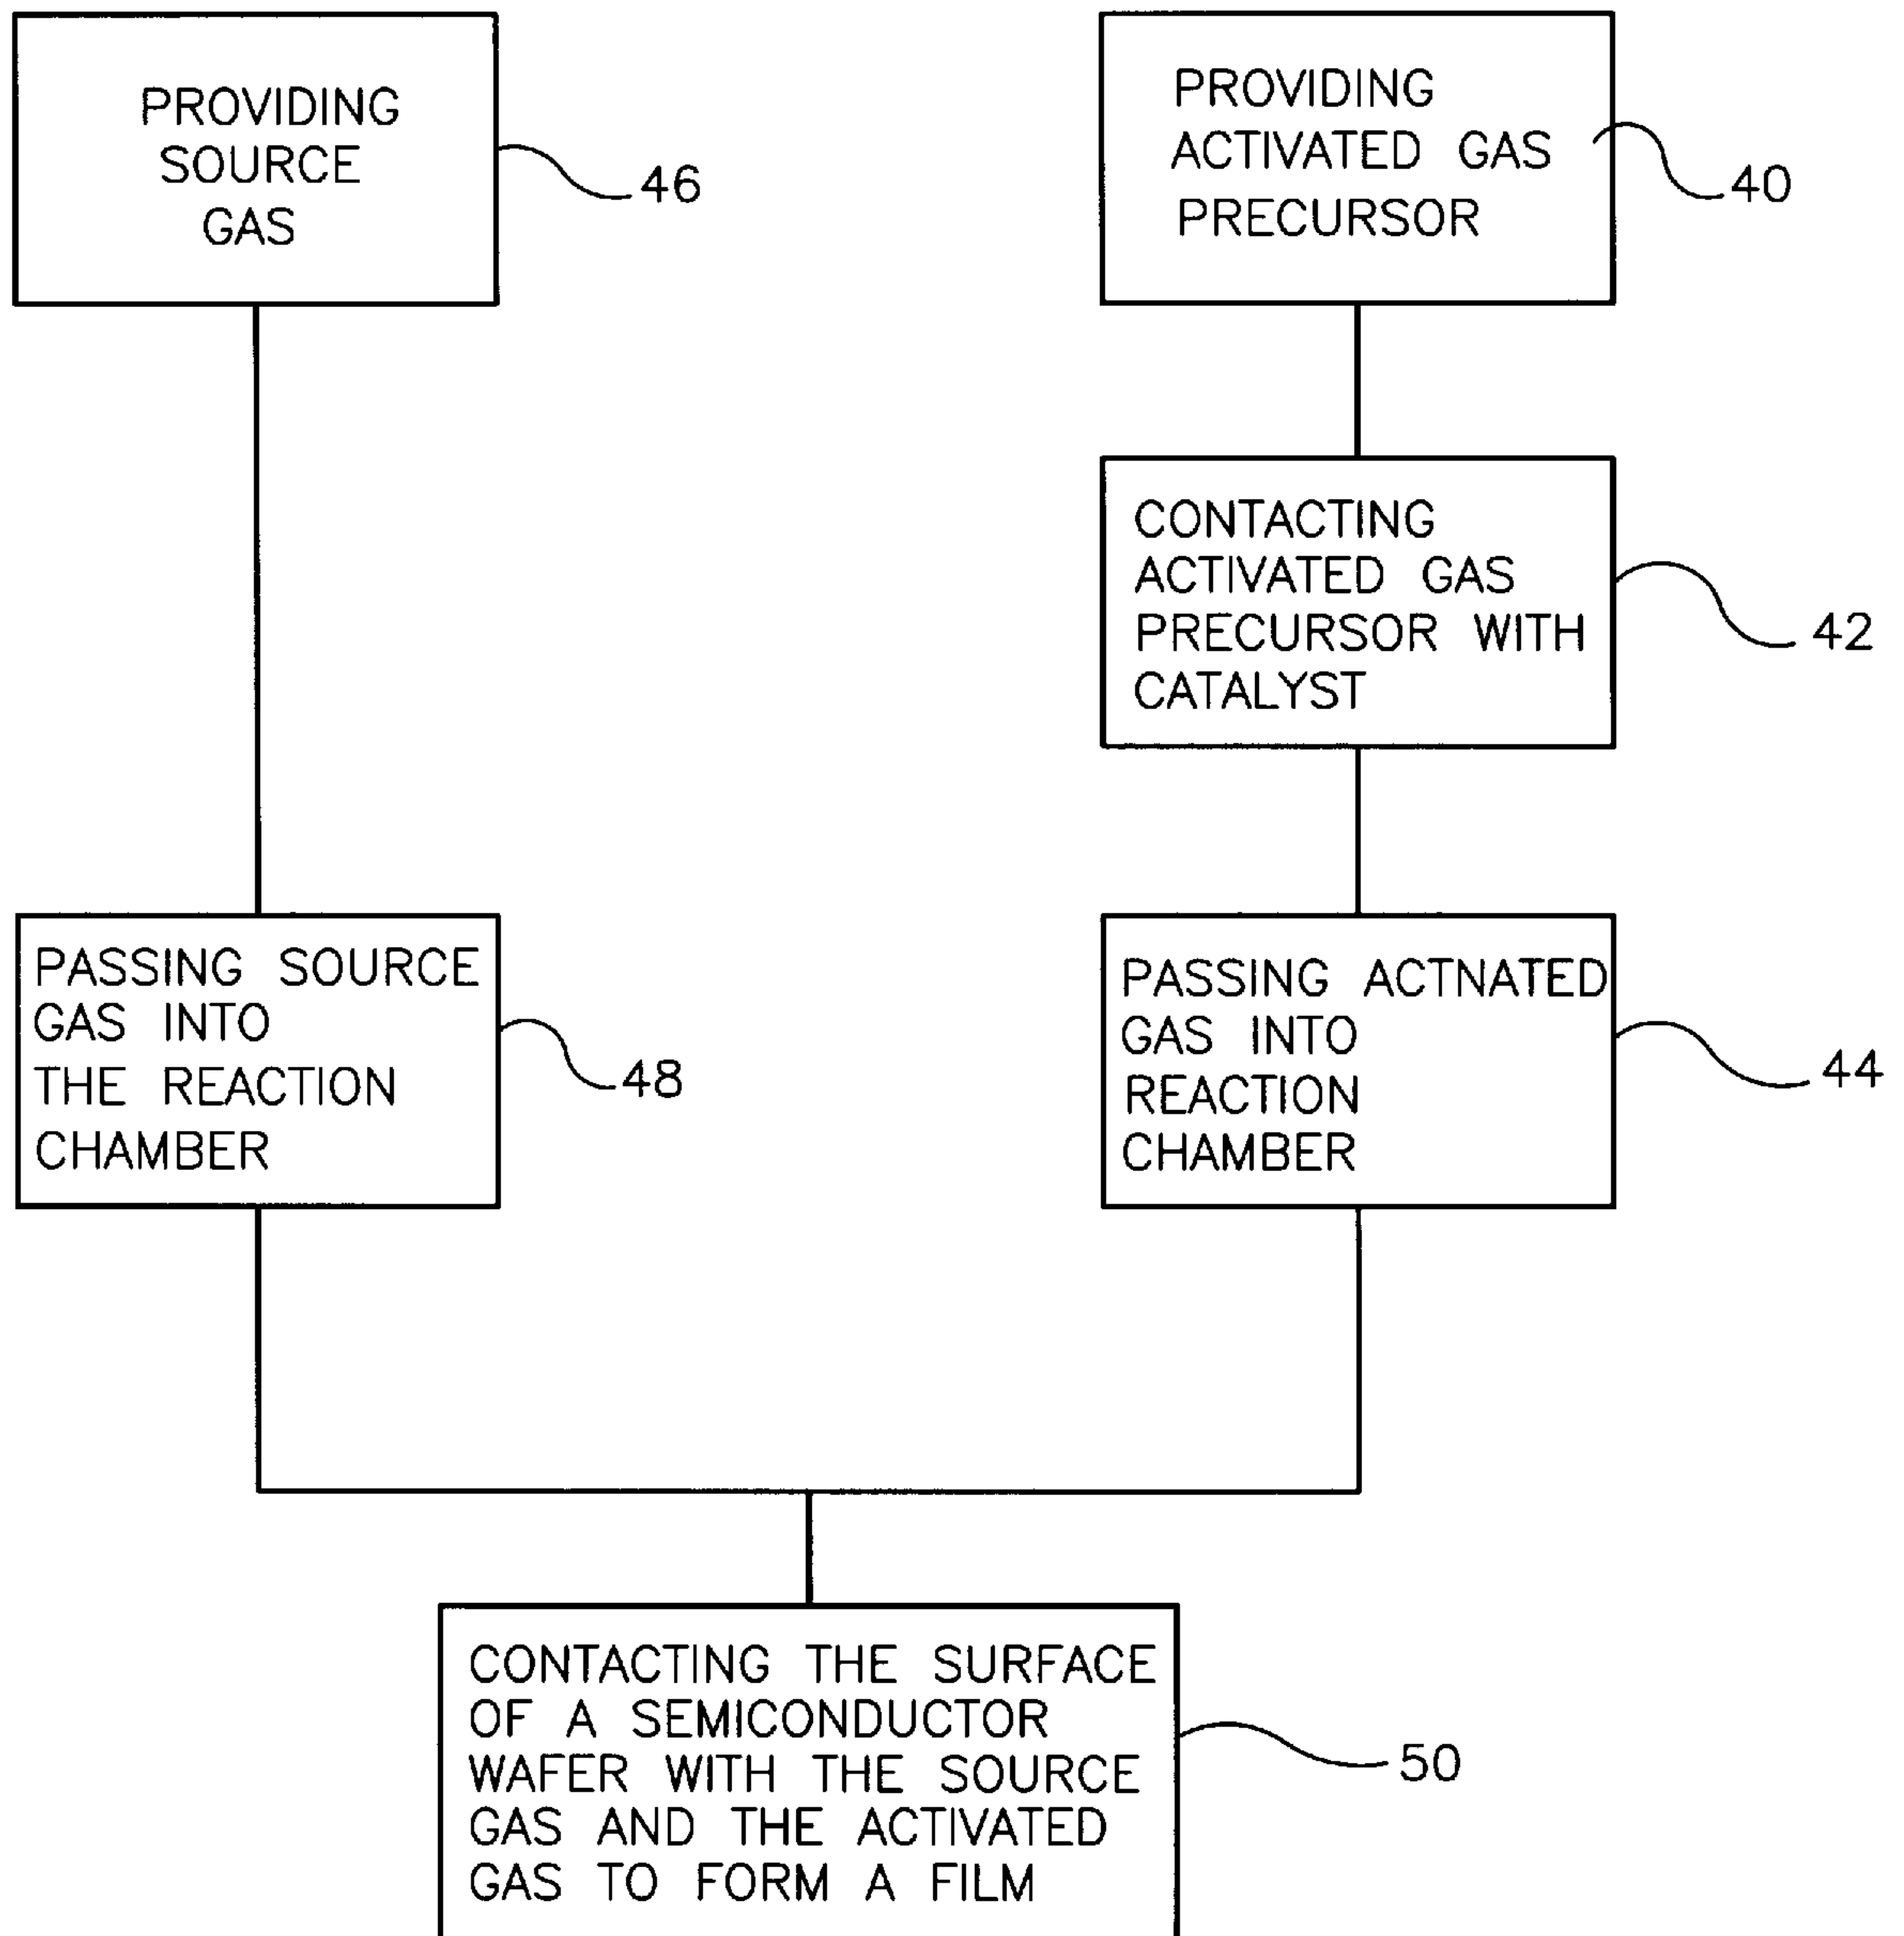 PROVIDING
SOURCE
GAS
46
PROVIDING
ACTIVATED GAS
PRECURSOR
40
CONTACTING
ACTIVATED GAS
PRECURSOR WITH
CATALYST
42
PASSING SOURCE
GAS INTO
THE REACTION
CHAMBER
48
PASSING ACTNATED
GAS INTO
REACTION
CHAMBER
44
CONTACTING THE SURFACE
OF A SEMICONDUCTOR
WAFER WITH THE SOURCE
GAS AND THE ACTIVATED
GAS TO FORM A FILM
50